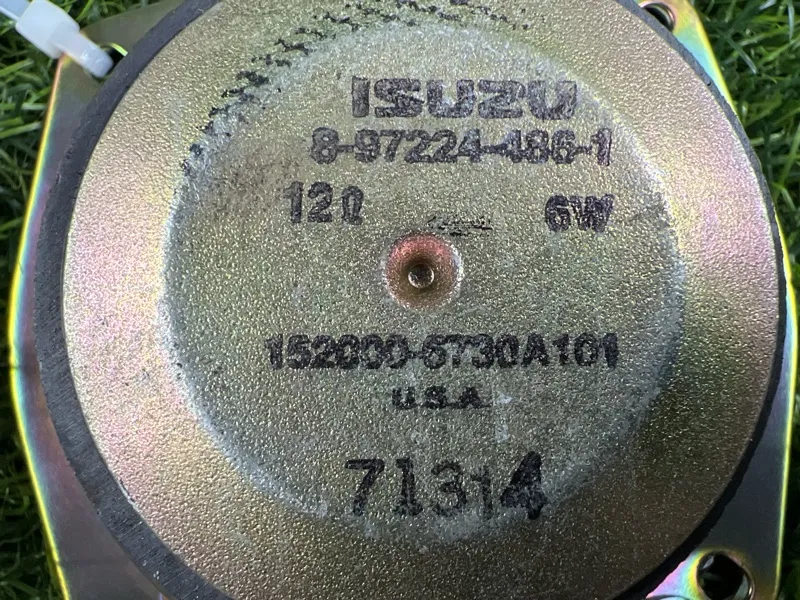 ISUZU
8-97224-486-1
12Ω 6W
152000-6730A101
U.S.A.
71314